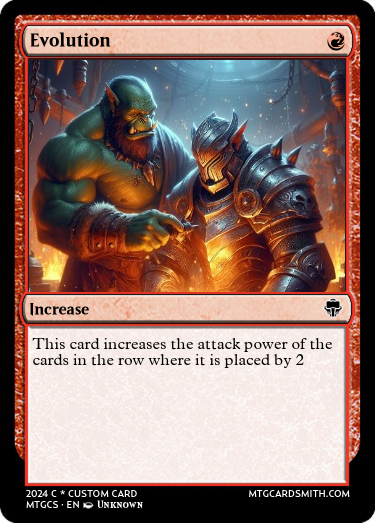 Evolution
Increase
This card increases the attack power of the
cards in the row where it is placed by 2
2024 C * CUSTOM CARD
MTGCARDSMITH.COM
MTGCS • EN Unknown